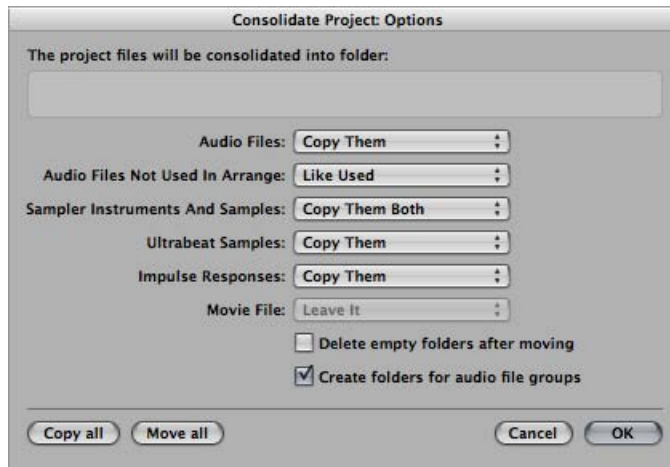 Consolidate Project: Options
The project files will be consolidated into folder:
Audio Files: Copy Them
Audio Files Not Used In Arrange: Like Used
Sampler Instruments And Samples: Copy Them Both
Ultrabeat Samples: Copy Them
Impulse Responses: Copy Them
Movie File: Leave It
Delete empty folders after moving
Create folders for audio file groups
Copy all Move all Cancel OK